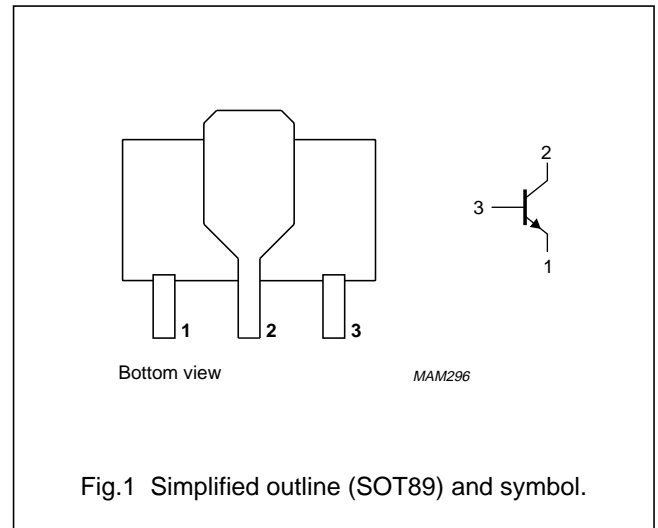 2
3
1
1 2 3
Bottom view MAM296
Fig.1 Simplified outline (SOT89) and symbol.